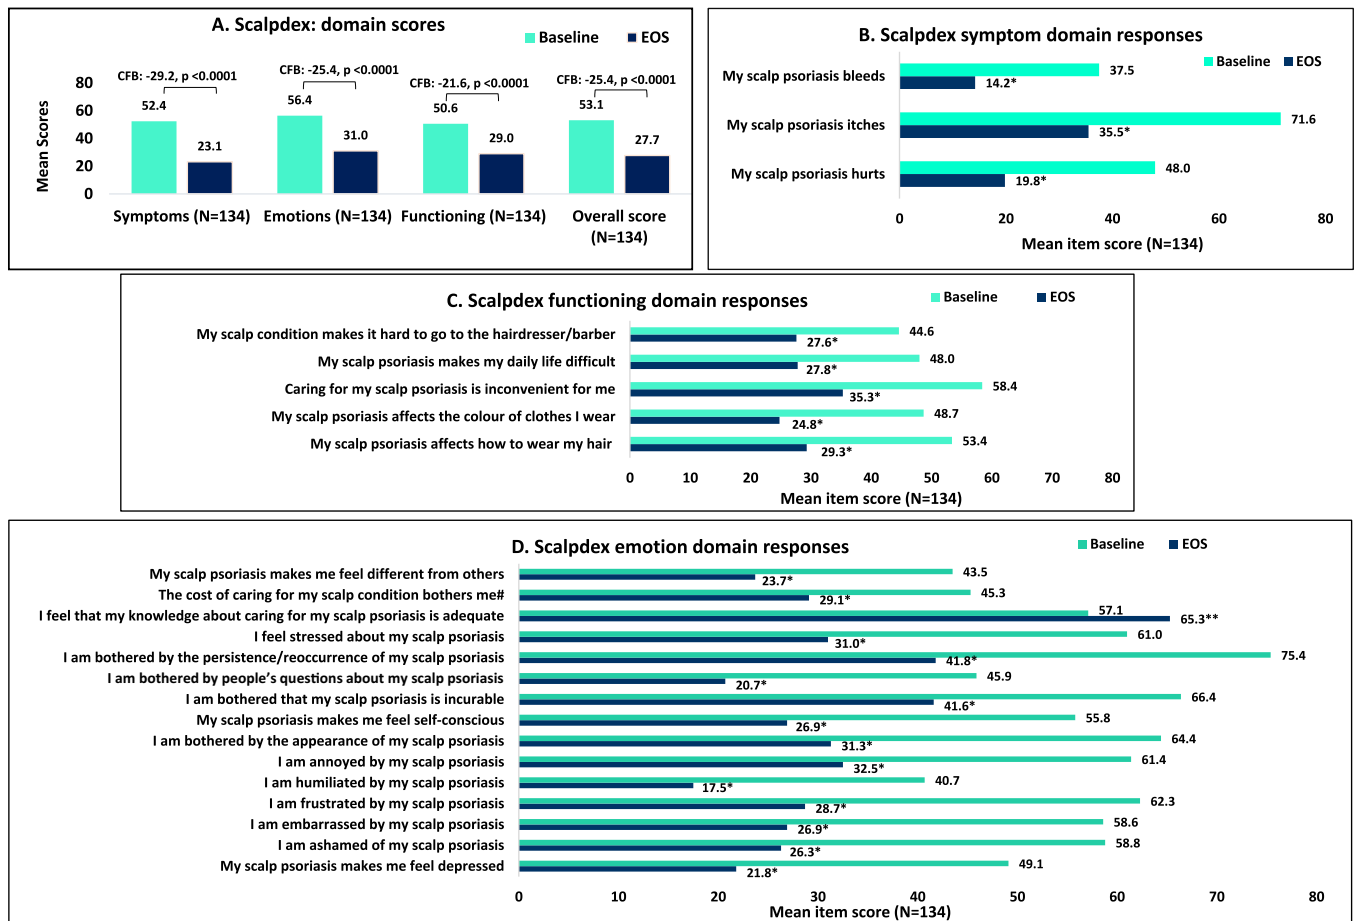 A. Scalpdex: domain scores
Baseline EOS
CFB: -29.2, p <0.0001
CFB: -25.4, p <0.0001
CFB: -21.6, p <0.0001
CFB: -25.4, p <0.0001
Mean Scores
80
60
40
20
0
52.4
23.1
56.4
31.0
50.6
29.0
53.1
27.7
Symptoms (N=134) Emotions (N=134) Functioning (N=134) Overall score
(N=134)
B. Scalpdex symptom domain responses
Baseline EOS
My scalp psoriasis bleeds 37.5
14.2*
My scalp psoriasis itches 71.6
35.5*
My scalp psoriasis hurts 48.0
19.8*
0 20 40 60 80
Mean item score (N=134)
C. Scalpdex functioning domain responses
Baseline EOS
My scalp condition makes it hard to go to the hairdresser/barber 44.6
27.6*
My scalp psoriasis makes my daily life difficult 48.0
27.8*
Caring for my scalp psoriasis is inconvenient for me 58.4
35.3*
My scalp psoriasis affects the colour of clothes I wear 48.7
24.8*
My scalp psoriasis affects how to wear my hair 53.4
29.3*
0 10 20 30 40 50 60 70 80
Mean item score (N=134)
D. Scalpdex emotion domain responses
Baseline EOS
My scalp psoriasis makes me feel different from others 43.5
23.7*
The cost of caring for my scalp condition bothers me# 45.3
29.1*
I feel that my knowledge about caring for my scalp psoriasis is adequate 57.1
65.3**
I feel stressed about my scalp psoriasis 61.0
31.0*
I am bothered by the persistence/reoccurrence of my scalp psoriasis 75.4
41.8*
I am bothered by people's questions about my scalp psoriasis 45.9
20.7*
I am bothered that my scalp psoriasis is incurable 66.4
41.6*
My scalp psoriasis makes me feel self-conscious 55.8
26.9*
I am bothered by the appearance of my scalp psoriasis 64.4
31.3*
I am annoyed by my scalp psoriasis 61.4
32.5*
I am humiliated by my scalp psoriasis 40.7
17.5*
I am frustrated by my scalp psoriasis 62.3
28.7*
I am embarrassed by my scalp psoriasis 58.6
26.9*
I am ashamed of my scalp psoriasis 58.8
26.3*
My scalp psoriasis makes me feel depressed 49.1
21.8*
0 10 20 30 40 50 60 70 80
Mean item score (N=134)